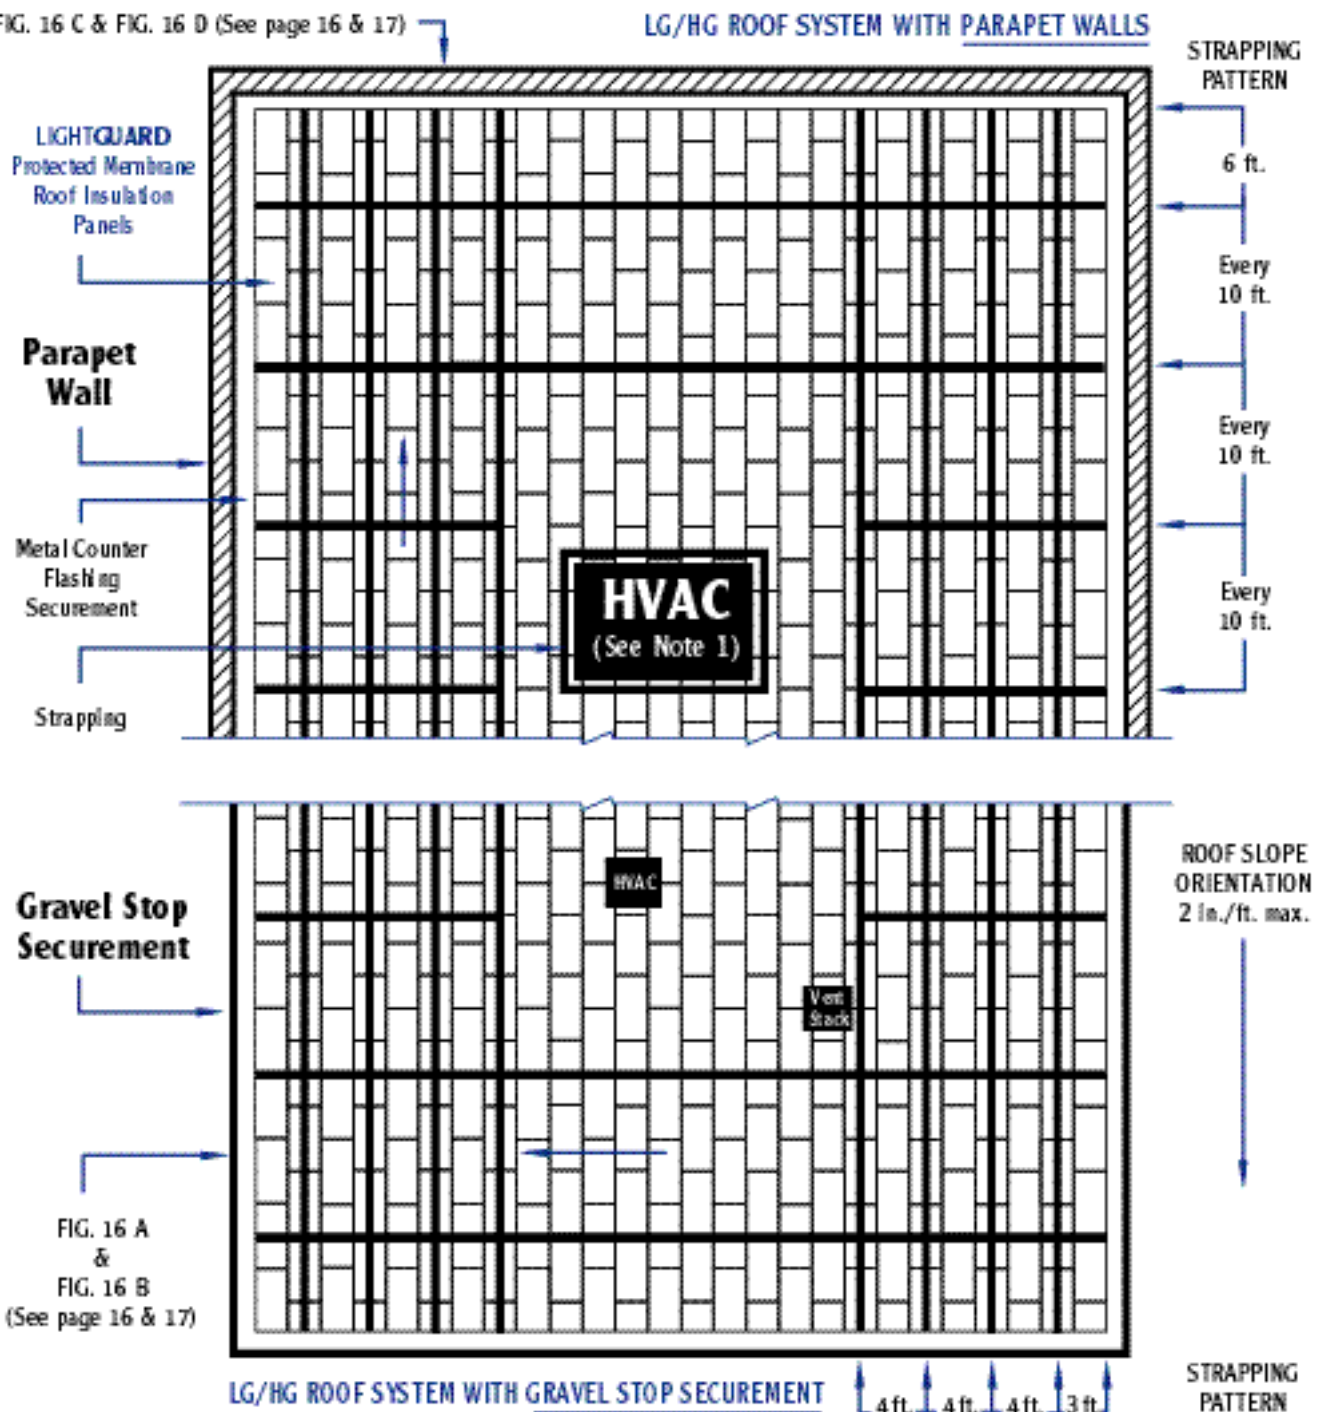 FIG. 16 C & FIG. 16 D (See page 16 & 17)
LG/HG ROOF SYSTEM WITH PARAPET WALLS
STRAPPING
PATTERN
6 ft.
Every
10 ft.
Every
10 ft.
Every
10 ft.
LIGHTGUARD
Protected Membrane
Roof Insulation
Panels
Parapet
Wall
Metal Counter
Flashing
Securement
Strapping
HVAC
(See Note 1)
Gravel Stop
Securement
HVAC
Vent
Stack
ROOF SLOPE
ORIENTATION
2 in./ft. max.
FIG. 16 A
&
FIG. 16 B
(See page 16 & 17)
LG/HG ROOF SYSTEM WITH GRAVEL STOP SECUREMENT
4 ft. 4 ft. 4 ft. 3 ft.
STRAPPING
PATTERN